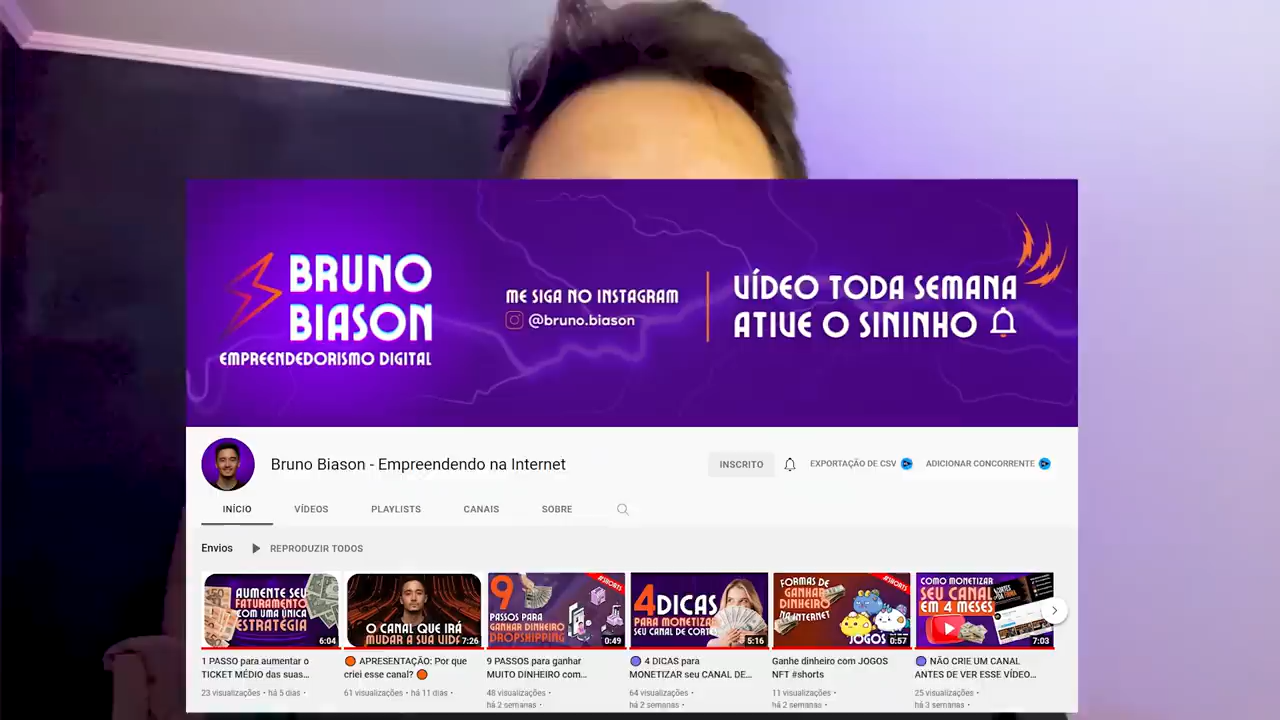 BRUNO
BIASON
EMPREENDEDORISMO DIGITAL
ME SIGA NO INSTAGRAM
@bruno.biason
VÍDEO TODA SEMANA
ATIVE O SININHO
Bruno Biason - Empreendendo na Internet
INSCRITO
EXPORTAÇÃO DE CSV
ADICIONAR CONCORRENTE
INÍCIO
VÍDEOS
PLAYLISTS
CANAIS
SOBRE
Envios
REPRODUZIR TODOS
AUMENTE SEU
FATURAMENTO
COM UMA ÚNICA
ESTRATÉGIA
6:04
1 PASSO para aumentar o
TICKET MÉDIO das suas...
23 visualizações • há 5 dias •
O CANAL QUE IRÁ
MUDAR A SUA VIDA
7:26
APRESENTAÇÃO: Por que
criei esse canal?
61 visualizações • há 11 dias •
#SHORTS
9
PASSOS PARA
GANHAR DINHEIRO
DROPSHIPPING
0:49
9 PASSOS para ganhar
MUITO DINHEIRO com...
48 visualizações •
há 2 semanas •
4 DICAS
PARA MONETIZAR
SEU CANAL DE CORTE
5:16
4 DICAS para
MONETIZAR seu CANAL DE...
64 visualizações •
há 2 semanas •
#SHORTS
FORMAS DE
GANHAR
DINHEIRO
NA INTERNET
JOGOS
0:57
Ganhe dinheiro com JOGOS
NFT #shorts
11 visualizações •
há 2 semanas •
COMO MONETIZAR
SEU CANAL
EM 4 MESES
7:03
NÃO CRIE UM CANAL
ANTES DE VER ESSE VÍDEO...
25 visualizações •
há 3 semanas •